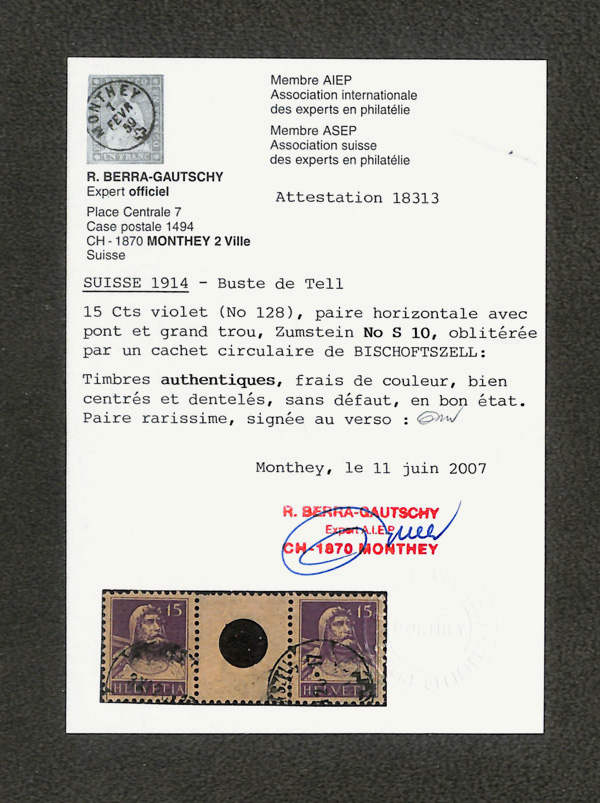 MONTHEY
1
FEVR
59
UN FRANC
Membre AIEP
Association internationale
des experts en philatélie
Membre ASEP
Association suisse
des experts en philatélie
R. BERRA-GAUTSCHY
Expert officiel
Place Centrale 7
Case postale 1494
CH - 1870 MONTHEY 2 Ville
Suisse
Attestation 18313
SUISSE 1914 - Buste de Tell
15 Cts violet (No 128), paire horizontale avec
pont et grand trou, Zumstein No S 10, oblitérée
par un cachet circulaire de BISCHOFTSZELL:
Timbres authentiques, frais de couleur, bien
centrés et dentelés, sans défaut, en bon état.
Paire rarissime, signée au verso :
Monthey, le 11 juin 2007
R. BERRA-GAUTSCHY
Expert A.I.E.P.
CH-1870 MONTHEY
15
HELVETIA
15
HELVETIA